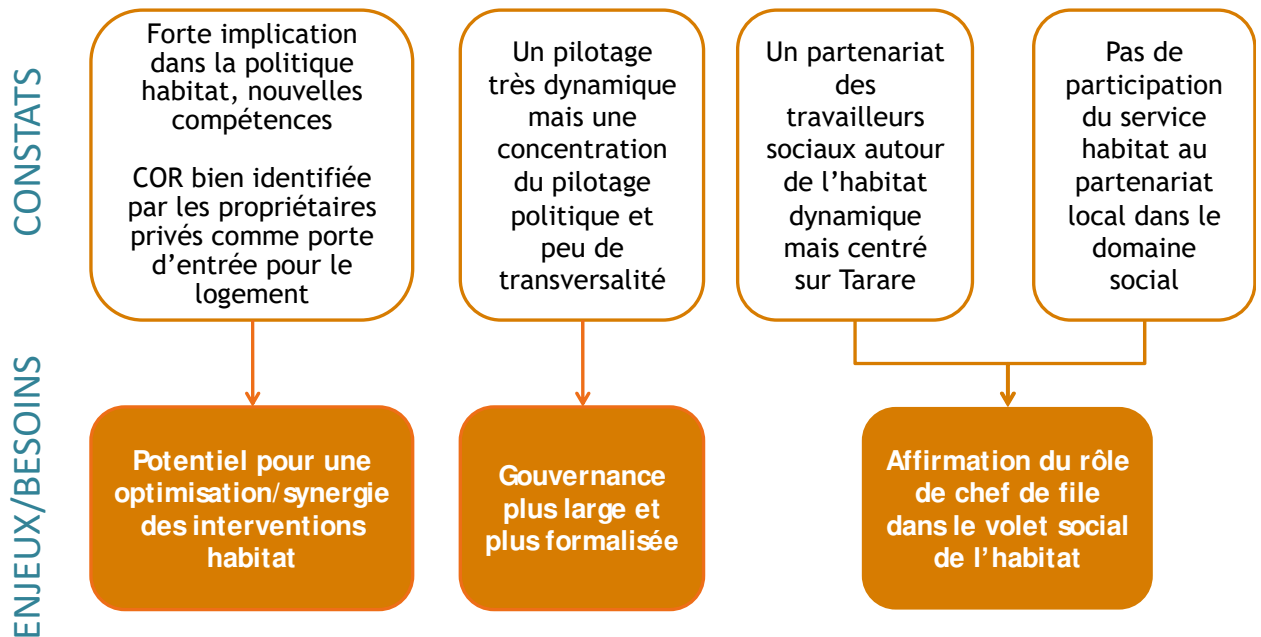 CONSTATS
Forte implication
dans la politique
habitat, nouvelles
compétences
COR bien identifiée
par les propriétaires
privés comme porte
d’entrée pour le
logement
Un pilotage
très dynamique
mais une
concentration
du pilotage
politique et
peu de
transversalité
Un partenariat
des
travailleurs
sociaux autour
de l’habitat
dynamique
mais centré
sur Tarare
Pas de
participation
du service
habitat au
partenariat
local dans le
domaine
social
ENJEUX/BESOINS
Potentiel pour une
optimisation/synergie
des interventions
habitat
Gouvernance
plus large et
plus formalisée
Affirmation du rôle
de chef de file
dans le volet social
de l’habitat